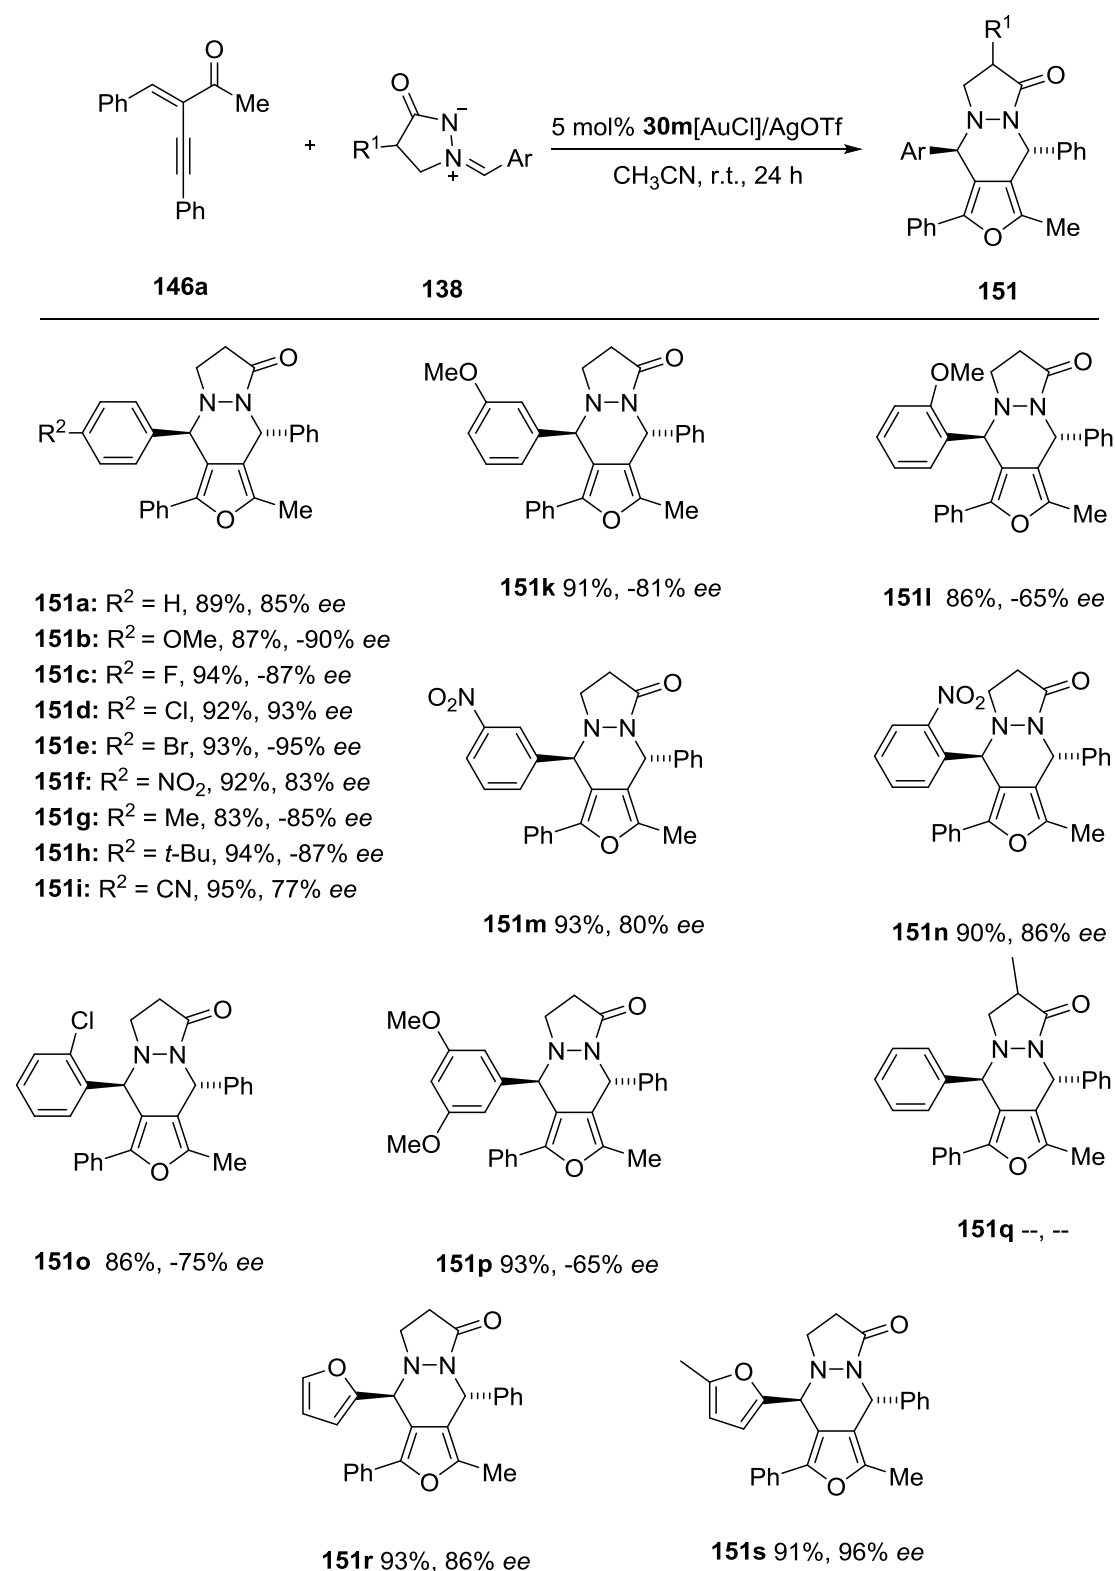 O
Ph
Me
Ph
146a
+
O
N−
R1
N+
Ar
138
5 mol% 30m[AuCl]/AgOTf
CH3CN, r.t., 24 h
R1
O
N N
Ar Ph
Ph O Me
151
O
N N
R2 Ph
Ph O Me
151a: R2 = H, 89%, 85% ee
151b: R2 = OMe, 87%, -90% ee
151c: R2 = F, 94%, -87% ee
151d: R2 = Cl, 92%, 93% ee
151e: R2 = Br, 93%, -95% ee
151f: R2 = NO2, 92%, 83% ee
151g: R2 = Me, 83%, -85% ee
151h: R2 = t-Bu, 94%, -87% ee
151i: R2 = CN, 95%, 77% ee
MeO O
N N
Ph
Ph O Me
151k 91%, -81% ee
OMe O
N N
Ph
Ph O Me
151l 86%, -65% ee
O2N O
N N
Ph
Ph O Me
151m 93%, 80% ee
NO2 O
N N
Ph
Ph O Me
151n 90%, 86% ee
Cl O
N N
Ph
Ph O Me
151o 86%, -75% ee
MeO O
N N
Ph
MeO
Ph O Me
151p 93%, -65% ee
O
N N
Ph
Ph O Me
151q --, --
O
O N N
Ph
Ph O Me
151r 93%, 86% ee
O
O N N
Ph
Ph O Me
151s 91%, 96% ee